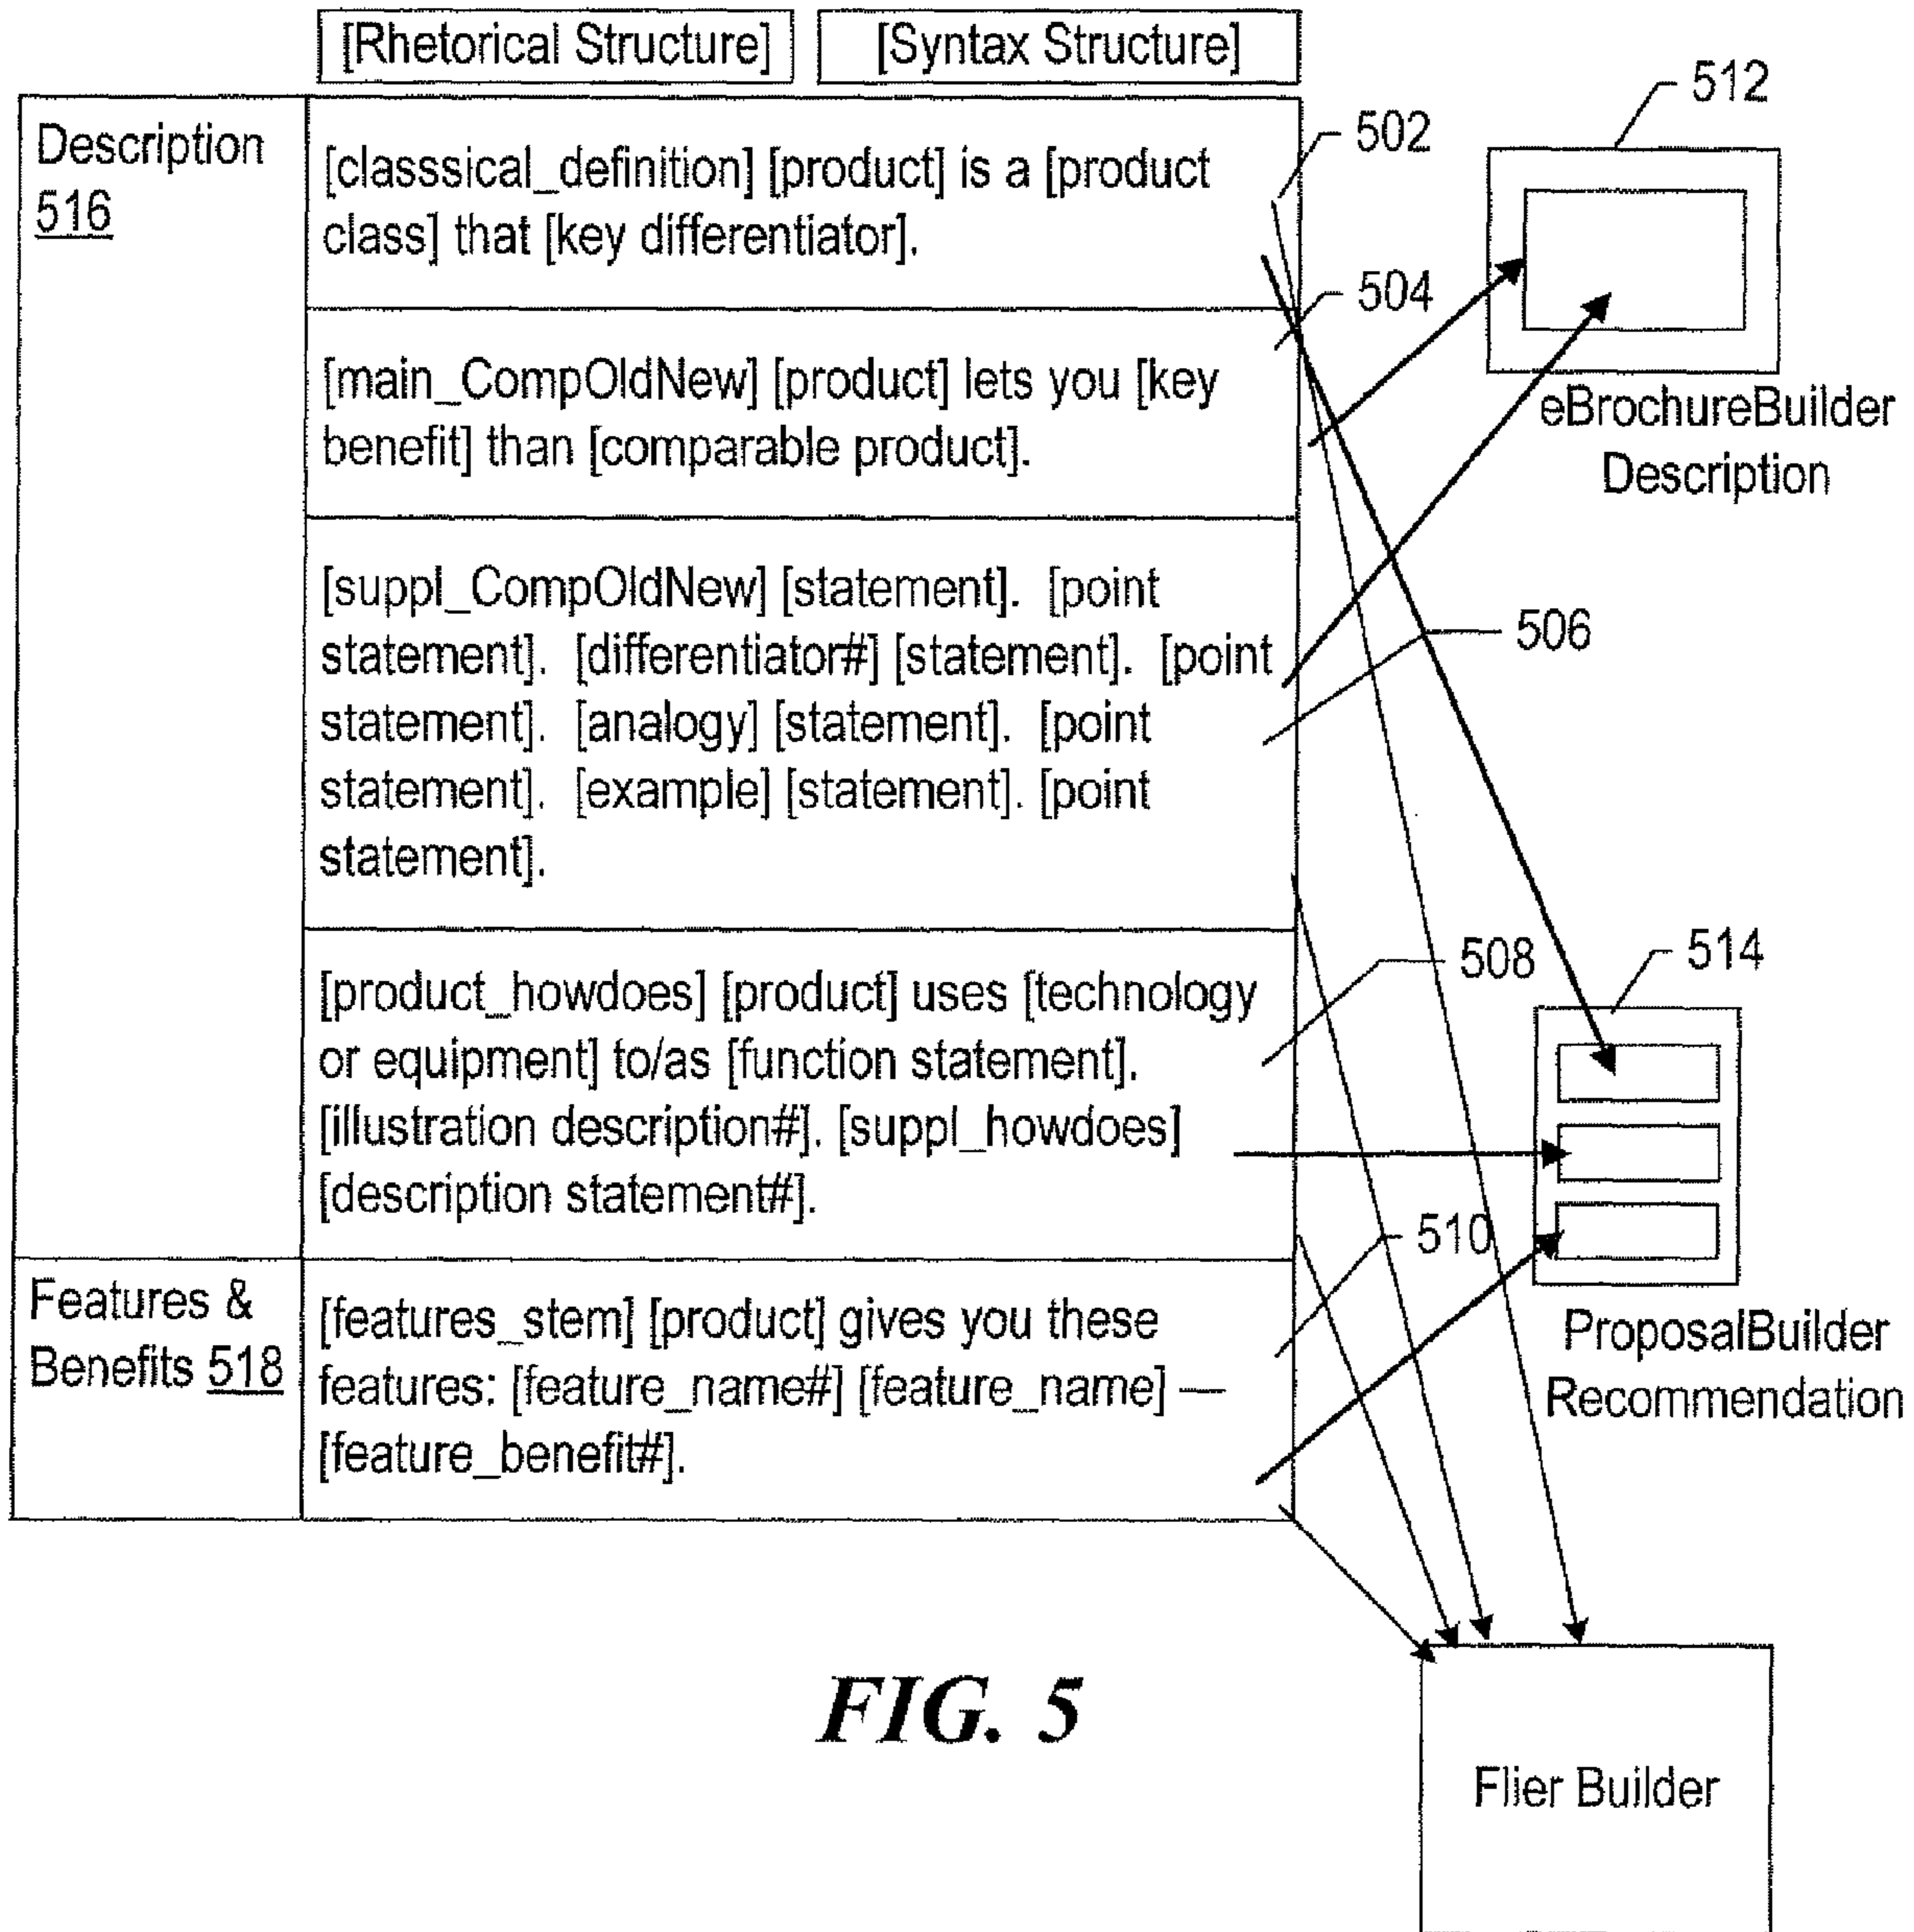 [Rhetorical Structure] [Syntax Structure]
Description
516
[classsical_definition] [product] is a [product
class] that [key differentiator].
[main_CompOldNew] [product] lets you [key
benefit] than [comparable product].
[suppl_CompOldNew] [statement]. [point
statement]. [differentiator#] [statement]. [point
statement]. [analogy] [statement]. [point
statement]. [example] [statement]. [point
statement].
[product_howdoes] [product] uses [technology
or equipment] to/as [function statement].
[illustration description#]. [suppl_howdoes]
[description statement#].
Features &
Benefits 518
[features_stem] [product] gives you these
features: [feature_name#] [feature_name] —
[feature_benefit#].
502
504
506
508
510
512
eBrochureBuilder
Description
514
ProposalBuilder
Recommendation
Flier Builder
FIG. 5